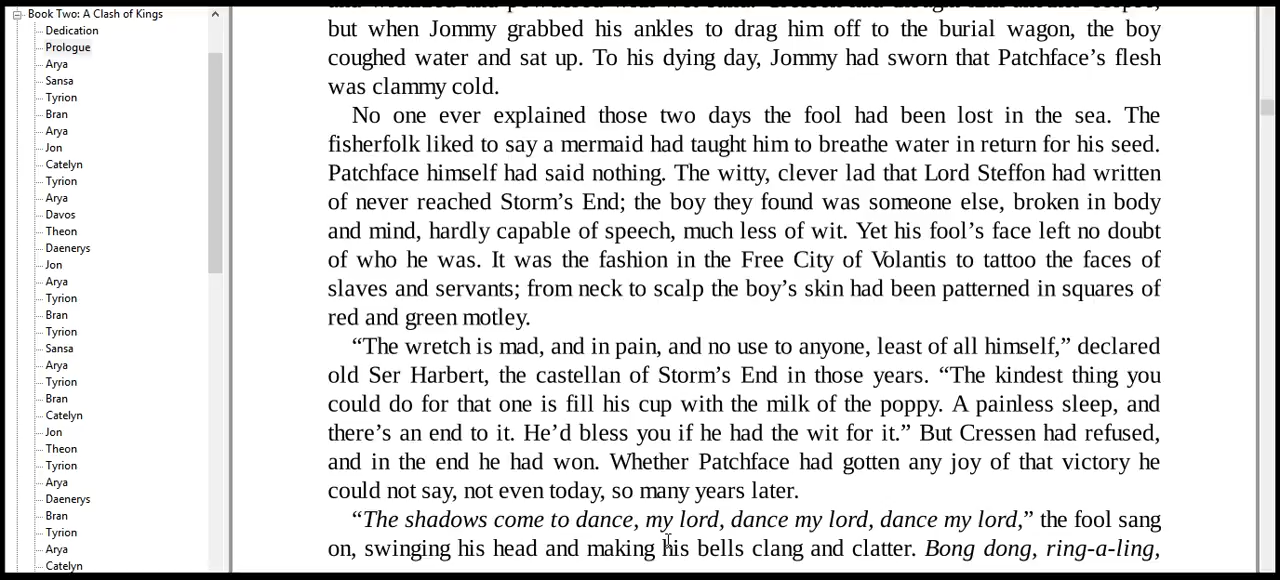 Book Two: A Clash of Kings
Dedication
Prologue
Arya
Sansa
Tyrion
Bran
Arya
Jon
Catelyn
Tyrion
Arya
Davos
Theon
Daenerys
Jon
Arya
Tyrion
Bran
Tyrion
Sansa
Arya
Tyrion
Bran
Catelyn
Jon
Theon
Tyrion
Arya
Daenerys
Bran
Tyrion
Arya
Catelyn
but when Jommy grabbed his ankles to drag him off to the burial wagon, the boy
coughed water and sat up. To his dying day, Jommy had sworn that Patchface’s flesh
was clammy cold.
No one ever explained those two days the fool had been lost in the sea. The
fisherfolk liked to say a mermaid had taught him to breathe water in return for his seed.
Patchface himself had said nothing. The witty, clever lad that Lord Steffon had written
of never reached Storm’s End; the boy they found was someone else, broken in body
and mind, hardly capable of speech, much less of wit. Yet his fool’s face left no doubt
of who he was. It was the fashion in the Free City of Volantis to tattoo the faces of
slaves and servants; from neck to scalp the boy’s skin had been patterned in squares of
red and green motley.
“The wretch is mad, and in pain, and no use to anyone, least of all himself,” declared
old Ser Harbert, the castellan of Storm’s End in those years. “The kindest thing you
could do for that one is fill his cup with the milk of the poppy. A painless sleep, and
there’s an end to it. He’d bless you if he had the wit for it.” But Cressen had refused,
and in the end he had won. Whether Patchface had gotten any joy of that victory he
could not say, not even today, so many years later.
“The shadows come to dance, my lord, dance my lord, dance my lord,” the fool sang
on, swinging his head and making his bells clang and clatter. Bong dong, ring-a-ling,